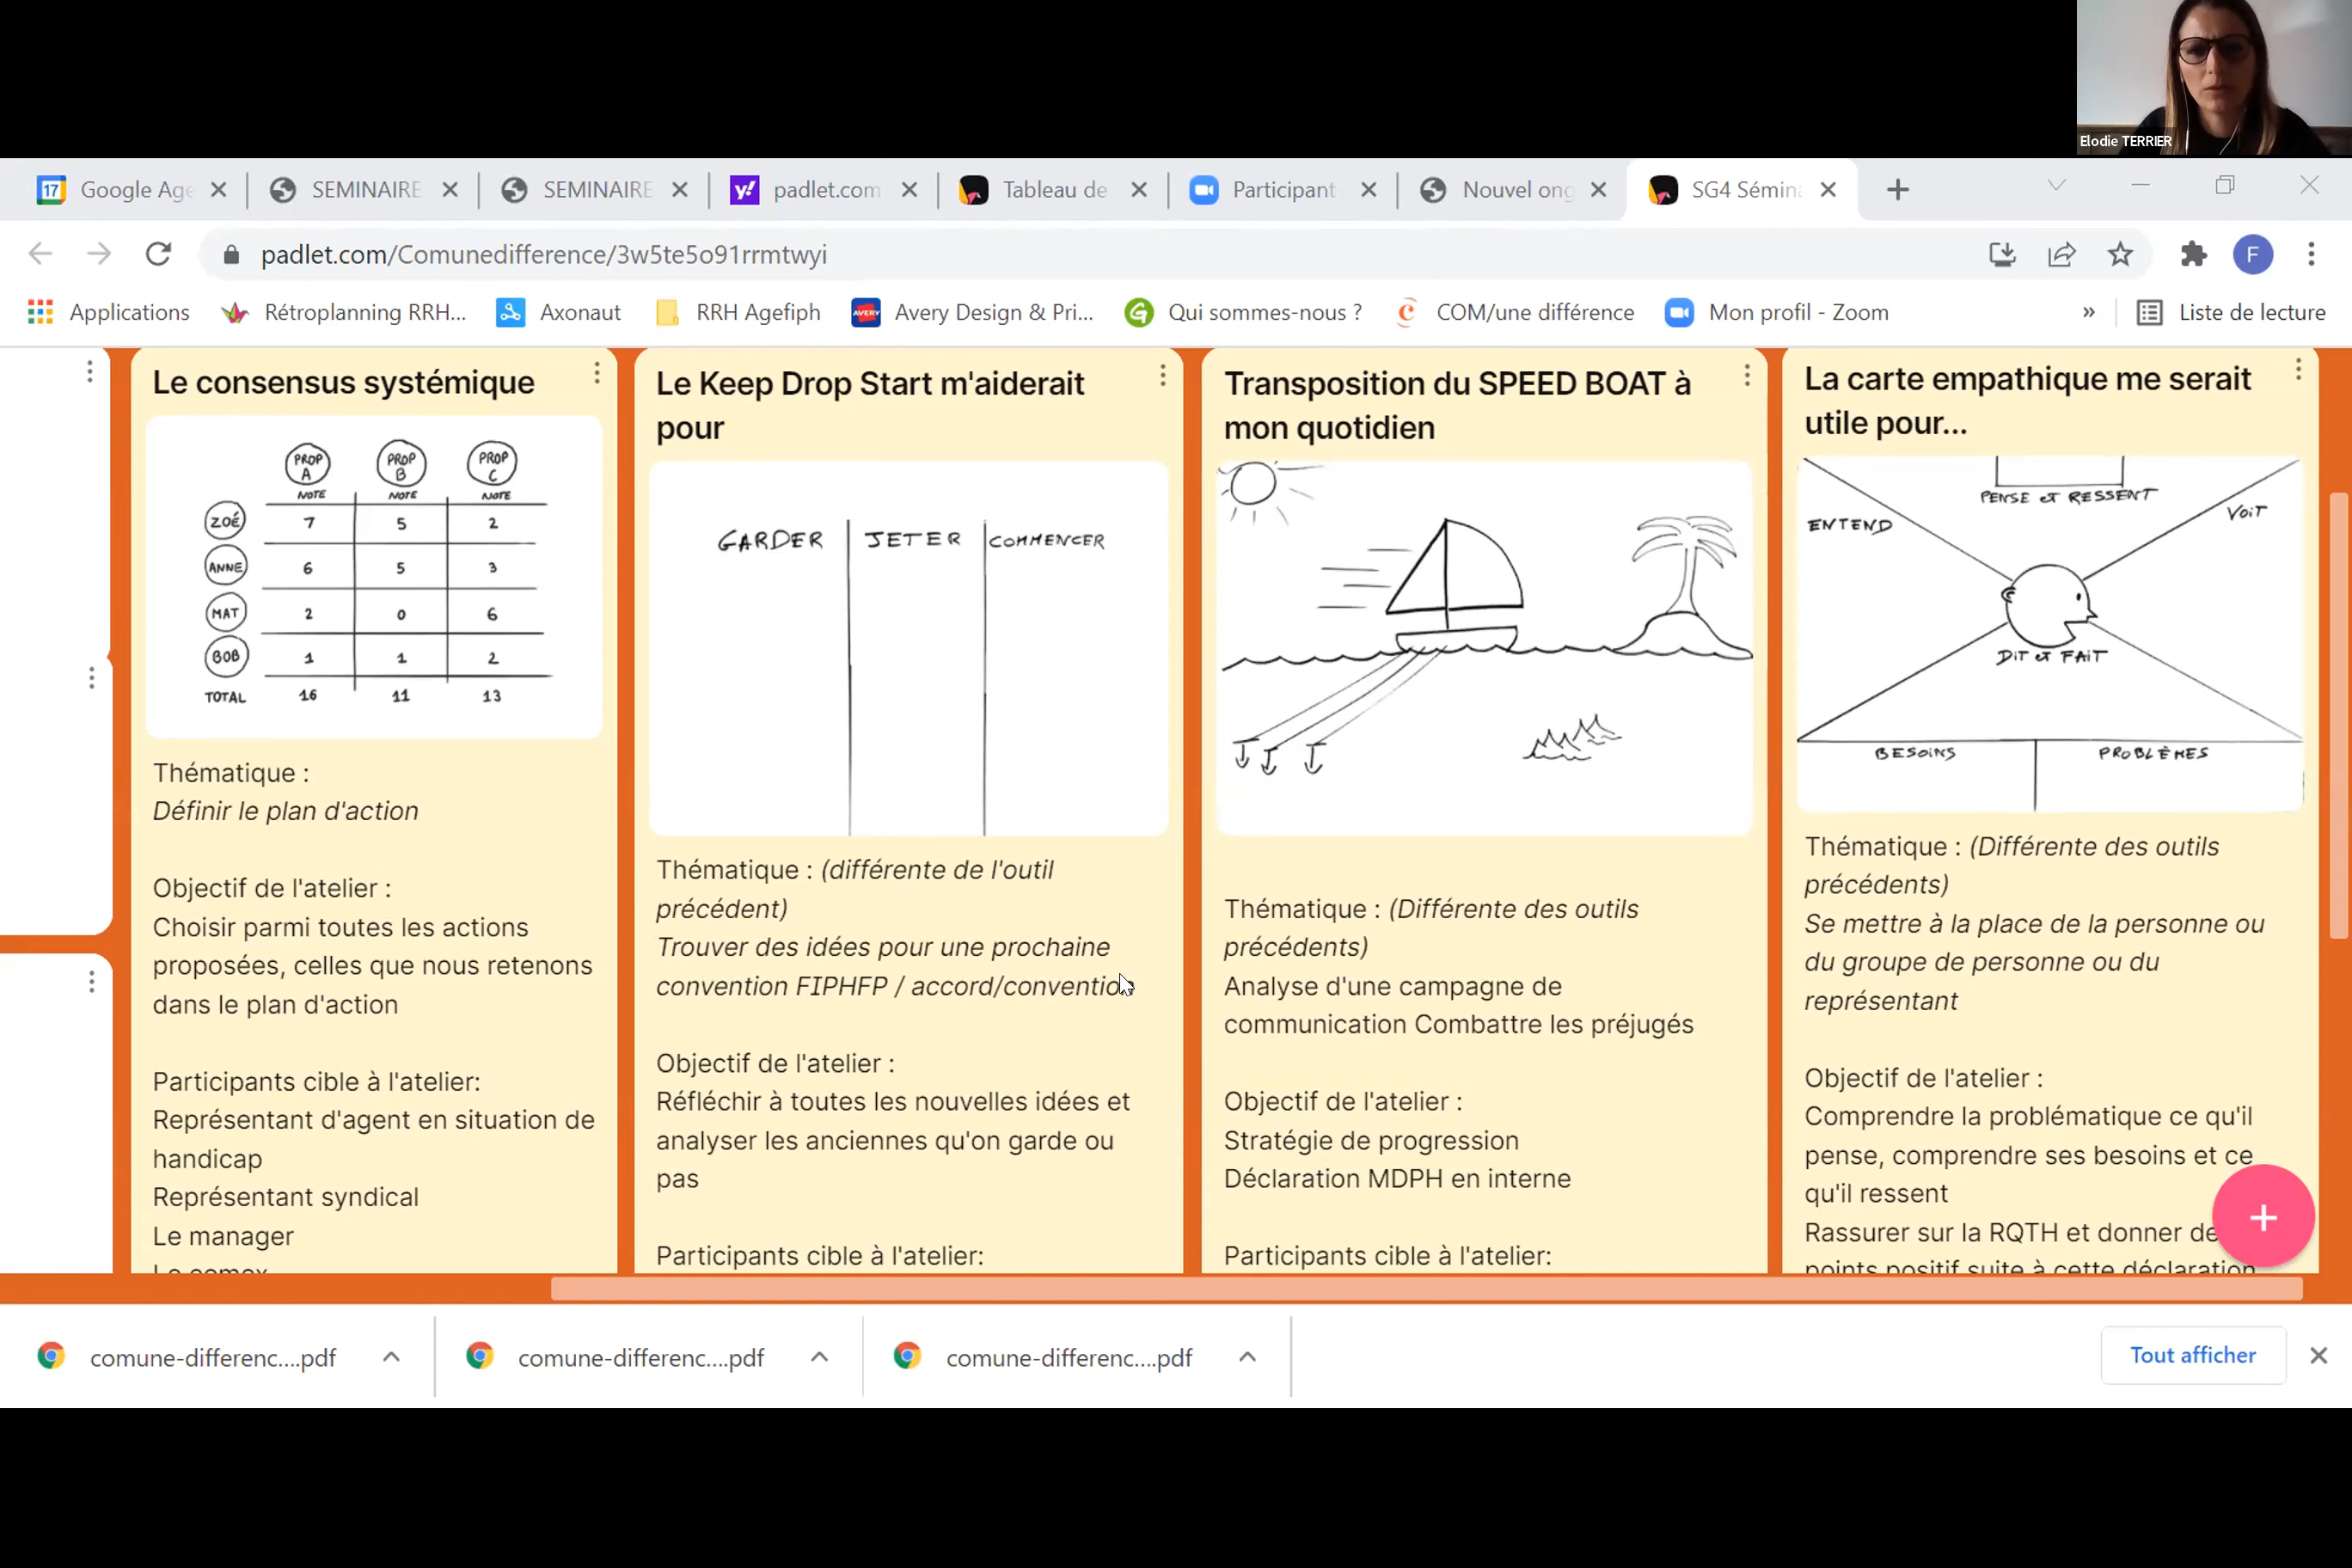 Elodie TERRIER
17 Google Age
SEMINAIRE
SEMINAIRE
y! padlet.com
Tableau de
Participant
Nouvel ong
SG4 Sémin
padlet.com/Comunedifference/3w5te5o91rrmtwyi
F
Applications
Rétroplanning RRH...
Axonaut
RRH Agefiph
AVERY Avery Design & Pri...
Qui sommes-nous ?
COM/une différence
Mon profil - Zoom
»
Liste de lecture
Le consensus systémique
PROP A PROP B PROP C
NOTE NOTE NOTE
ZOÉ 7 5 2
ANNE 6 5 3
MAT 2 0 6
BOB 1 1 2
TOTAL 16 11 13
Thématique :
Définir le plan d'action
Objectif de l'atelier :
Choisir parmi toutes les actions
proposées, celles que nous retenons
dans le plan d'action
Participants cible à l'atelier:
Représentant d'agent en situation de
handicap
Représentant syndical
Le manager
Le comex
Le Keep Drop Start m'aiderait
pour
GARDER JETER COMMENCER
Thématique : (différente de l'outil
précédent)
Trouver des idées pour une prochaine
convention FIPHFP / accord/convention
Objectif de l'atelier :
Réfléchir à toutes les nouvelles idées et
analyser les anciennes qu'on garde ou
pas
Participants cible à l'atelier:
Transposition du SPEED BOAT à
mon quotidien
Thématique : (Différente des outils
précédents)
Analyse d'une campagne de
communication Combattre les préjugés
Objectif de l'atelier :
Stratégie de progression
Déclaration MDPH en interne
Participants cible à l'atelier:
La carte empathique me serait
utile pour...
PENSE et RESSENT
ENTEND
VOIT
DIT et FAIT
BESOINS PROBLÈMES
Thématique : (Différente des outils
précédents)
Se mettre à la place de la personne ou
du groupe de personne ou du
représentant
Objectif de l'atelier :
Comprendre la problématique ce qu'il
pense, comprendre ses besoins et ce
qu'il ressent
Rassurer sur la RQTH et donner de
points positif suite à cette déclaration
comune-differenc....pdf
comune-differenc....pdf
comune-differenc....pdf
Tout afficher